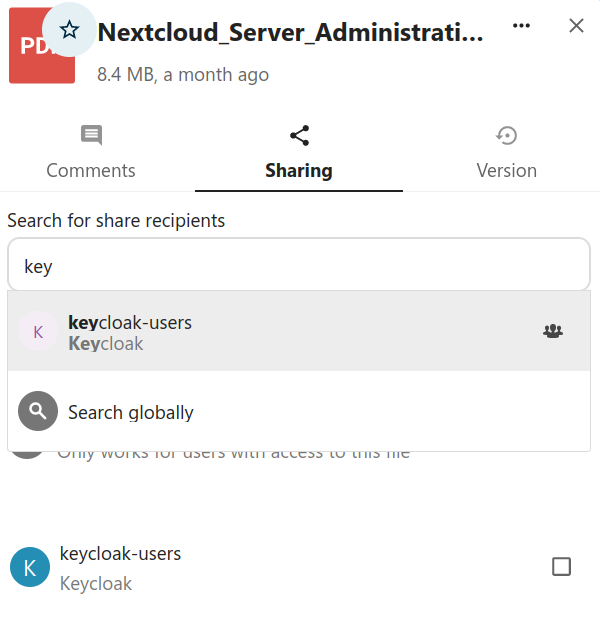 PD
Nextcloud_Server_Administrati...
8.4 MB, a month ago
Comments
Sharing
Version
Search for share recipients
key
K
keycloak-users
Keycloak
Search globally
Only works for users with access to this file
K
keycloak-users
Keycloak